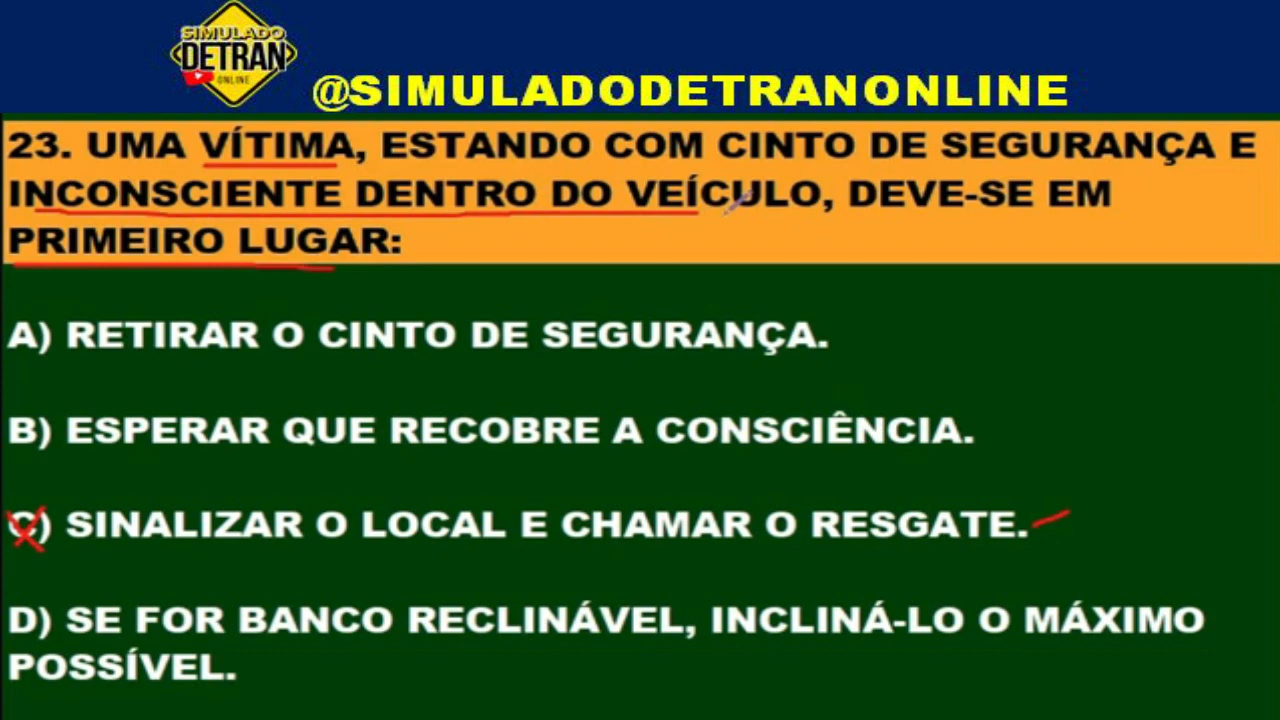 SIMULADO
DETRAN
ONLINE
@SIMULADODETRANONLINE
23. UMA VÍTIMA, ESTANDO COM CINTO DE SEGURANÇA E
INCONSCIENTE DENTRO DO VEÍCULO, DEVE-SE EM
PRIMEIRO LUGAR:
A) RETIRAR O CINTO DE SEGURANÇA.
B) ESPERAR QUE RECOBRE A CONSCIÊNCIA.
C) SINALIZAR O LOCAL E CHAMAR O RESGATE.
D) SE FOR BANCO RECLINÁVEL, INCLINÁ-LO O MÁXIMO
POSSÍVEL.